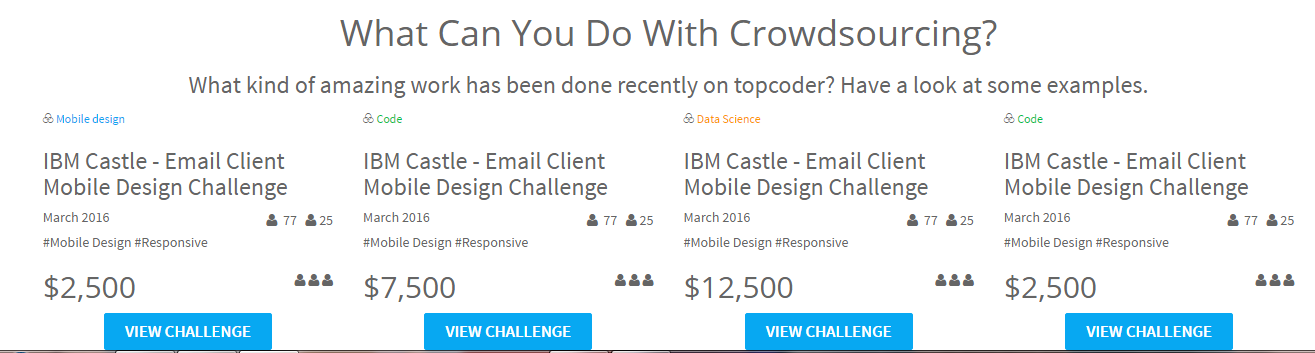 What Can You Do With Crowdsourcing?
What kind of amazing work has been done recently on topcoder? Have a look at some examples.
Mobile design
IBM Castle - Email Client
Mobile Design Challenge
March 2016 77 25
#Mobile Design #Responsive
$2,500
VIEW CHALLENGE
Code
IBM Castle - Email Client
Mobile Design Challenge
March 2016 77 25
#Mobile Design #Responsive
$7,500
VIEW CHALLENGE
Data Science
IBM Castle - Email Client
Mobile Design Challenge
March 2016 77 25
#Mobile Design #Responsive
$12,500
VIEW CHALLENGE
Code
IBM Castle - Email Client
Mobile Design Challenge
March 2016 77 25
#Mobile Design #Responsive
$2,500
VIEW CHALLENGE